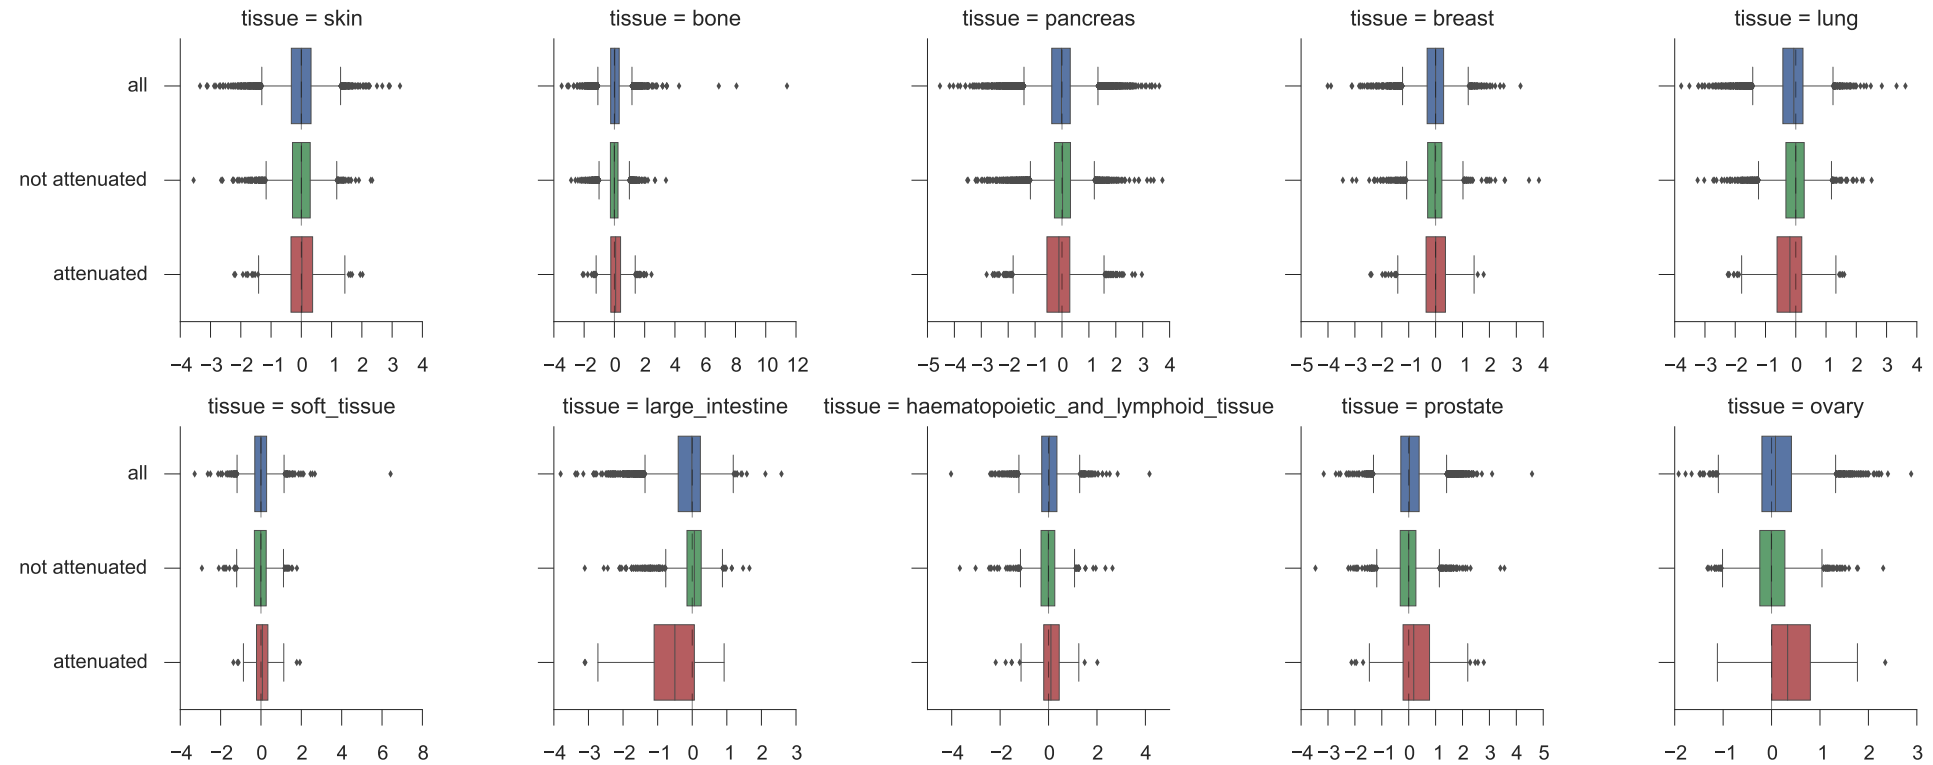 tissue = skin tissue = bone tissue = pancreas tissue = breast tissue = lung
all
not attenuated
attenuated
−4 −3 −2 −1 0 1 2 3 4 −4 −2 0 2 4 6 8 10 12 −5 −4 −3 −2 −1 0 1 2 3 4 −5 −4 −3 −2 −1 0 1 2 3 4 −4 −3 −2 −1 0 1 2 3 4
tissue = soft_tissue tissue = large_intestine tissue = haematopoietic_and_lymphoid_tissue tissue = prostate tissue = ovary
all
not attenuated
attenuated
−4 −2 0 2 4 6 8 −4 −3 −2 −1 0 1 2 3 −4 −2 0 2 4 −4 −3 −2 −1 0 1 2 3 4 5 −2 −1 0 1 2 3